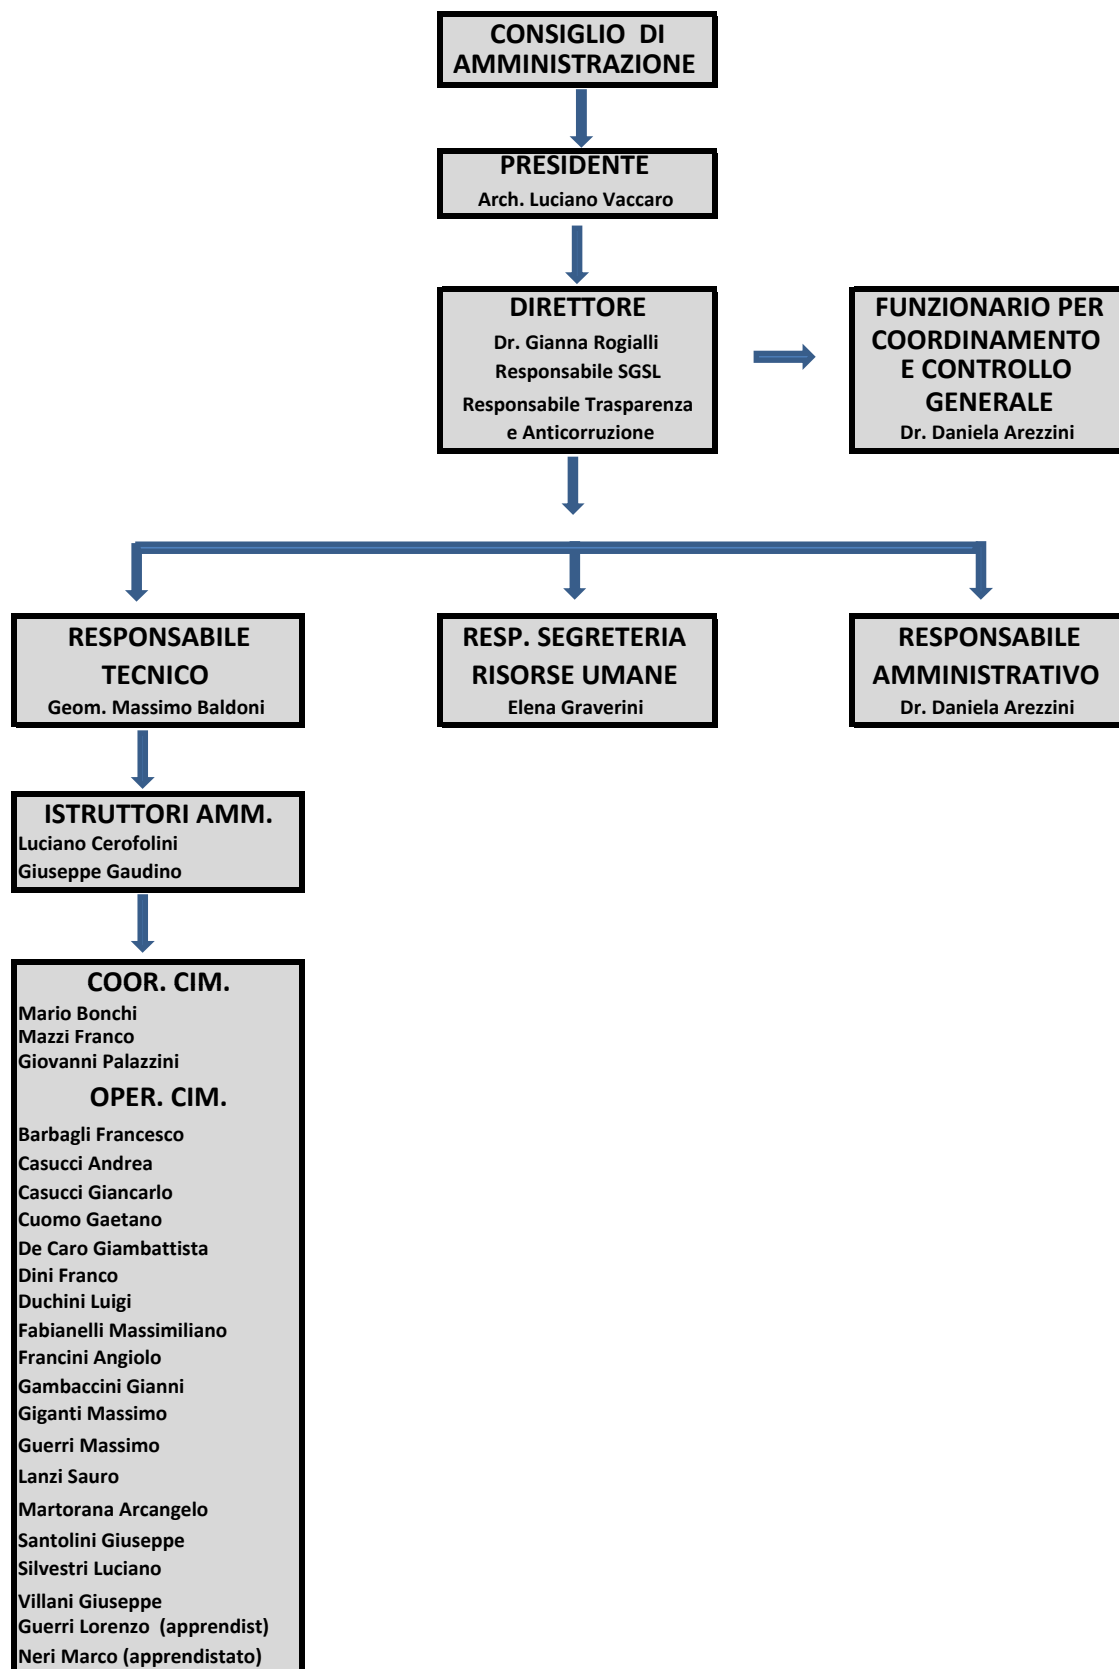 CONSIGLIO DI
AMMINISTRAZIONE
PRESIDENTE
Arch. Luciano Vaccaro
DIRETTORE
Dr. Gianna Rogialli
Responsabile SGSL
Responsabile Trasparenza
e Anticorruzione
FUNZIONARIO PER
COORDINAMENTO
E CONTROLLO
GENERALE
Dr. Daniela Arezzini
RESPONSABILE
TECNICO
Geom. Massimo Baldoni
RESP. SEGRETERIA
RISORSE UMANE
Elena Graverini
RESPONSABILE
AMMINISTRATIVO
Dr. Daniela Arezzini
ISTRUTTORI AMM.
Luciano Cerofolini
Giuseppe Gaudino
COOR. CIM.
Mario Bonchi
Mazzi Franco
Giovanni Palazzini
OPER. CIM.
Barbagli Francesco
Casucci Andrea
Casucci Giancarlo
Cuomo Gaetano
De Caro Giambattista
Dini Franco
Duchini Luigi
Fabianelli Massimiliano
Francini Angiolo
Gambaccini Gianni
Giganti Massimo
Guerri Massimo
Lanzi Sauro
Martorana Arcangelo
Santolini Giuseppe
Silvestri Luciano
Villani Giuseppe
Guerri Lorenzo (apprendist)
Neri Marco (apprendistato)